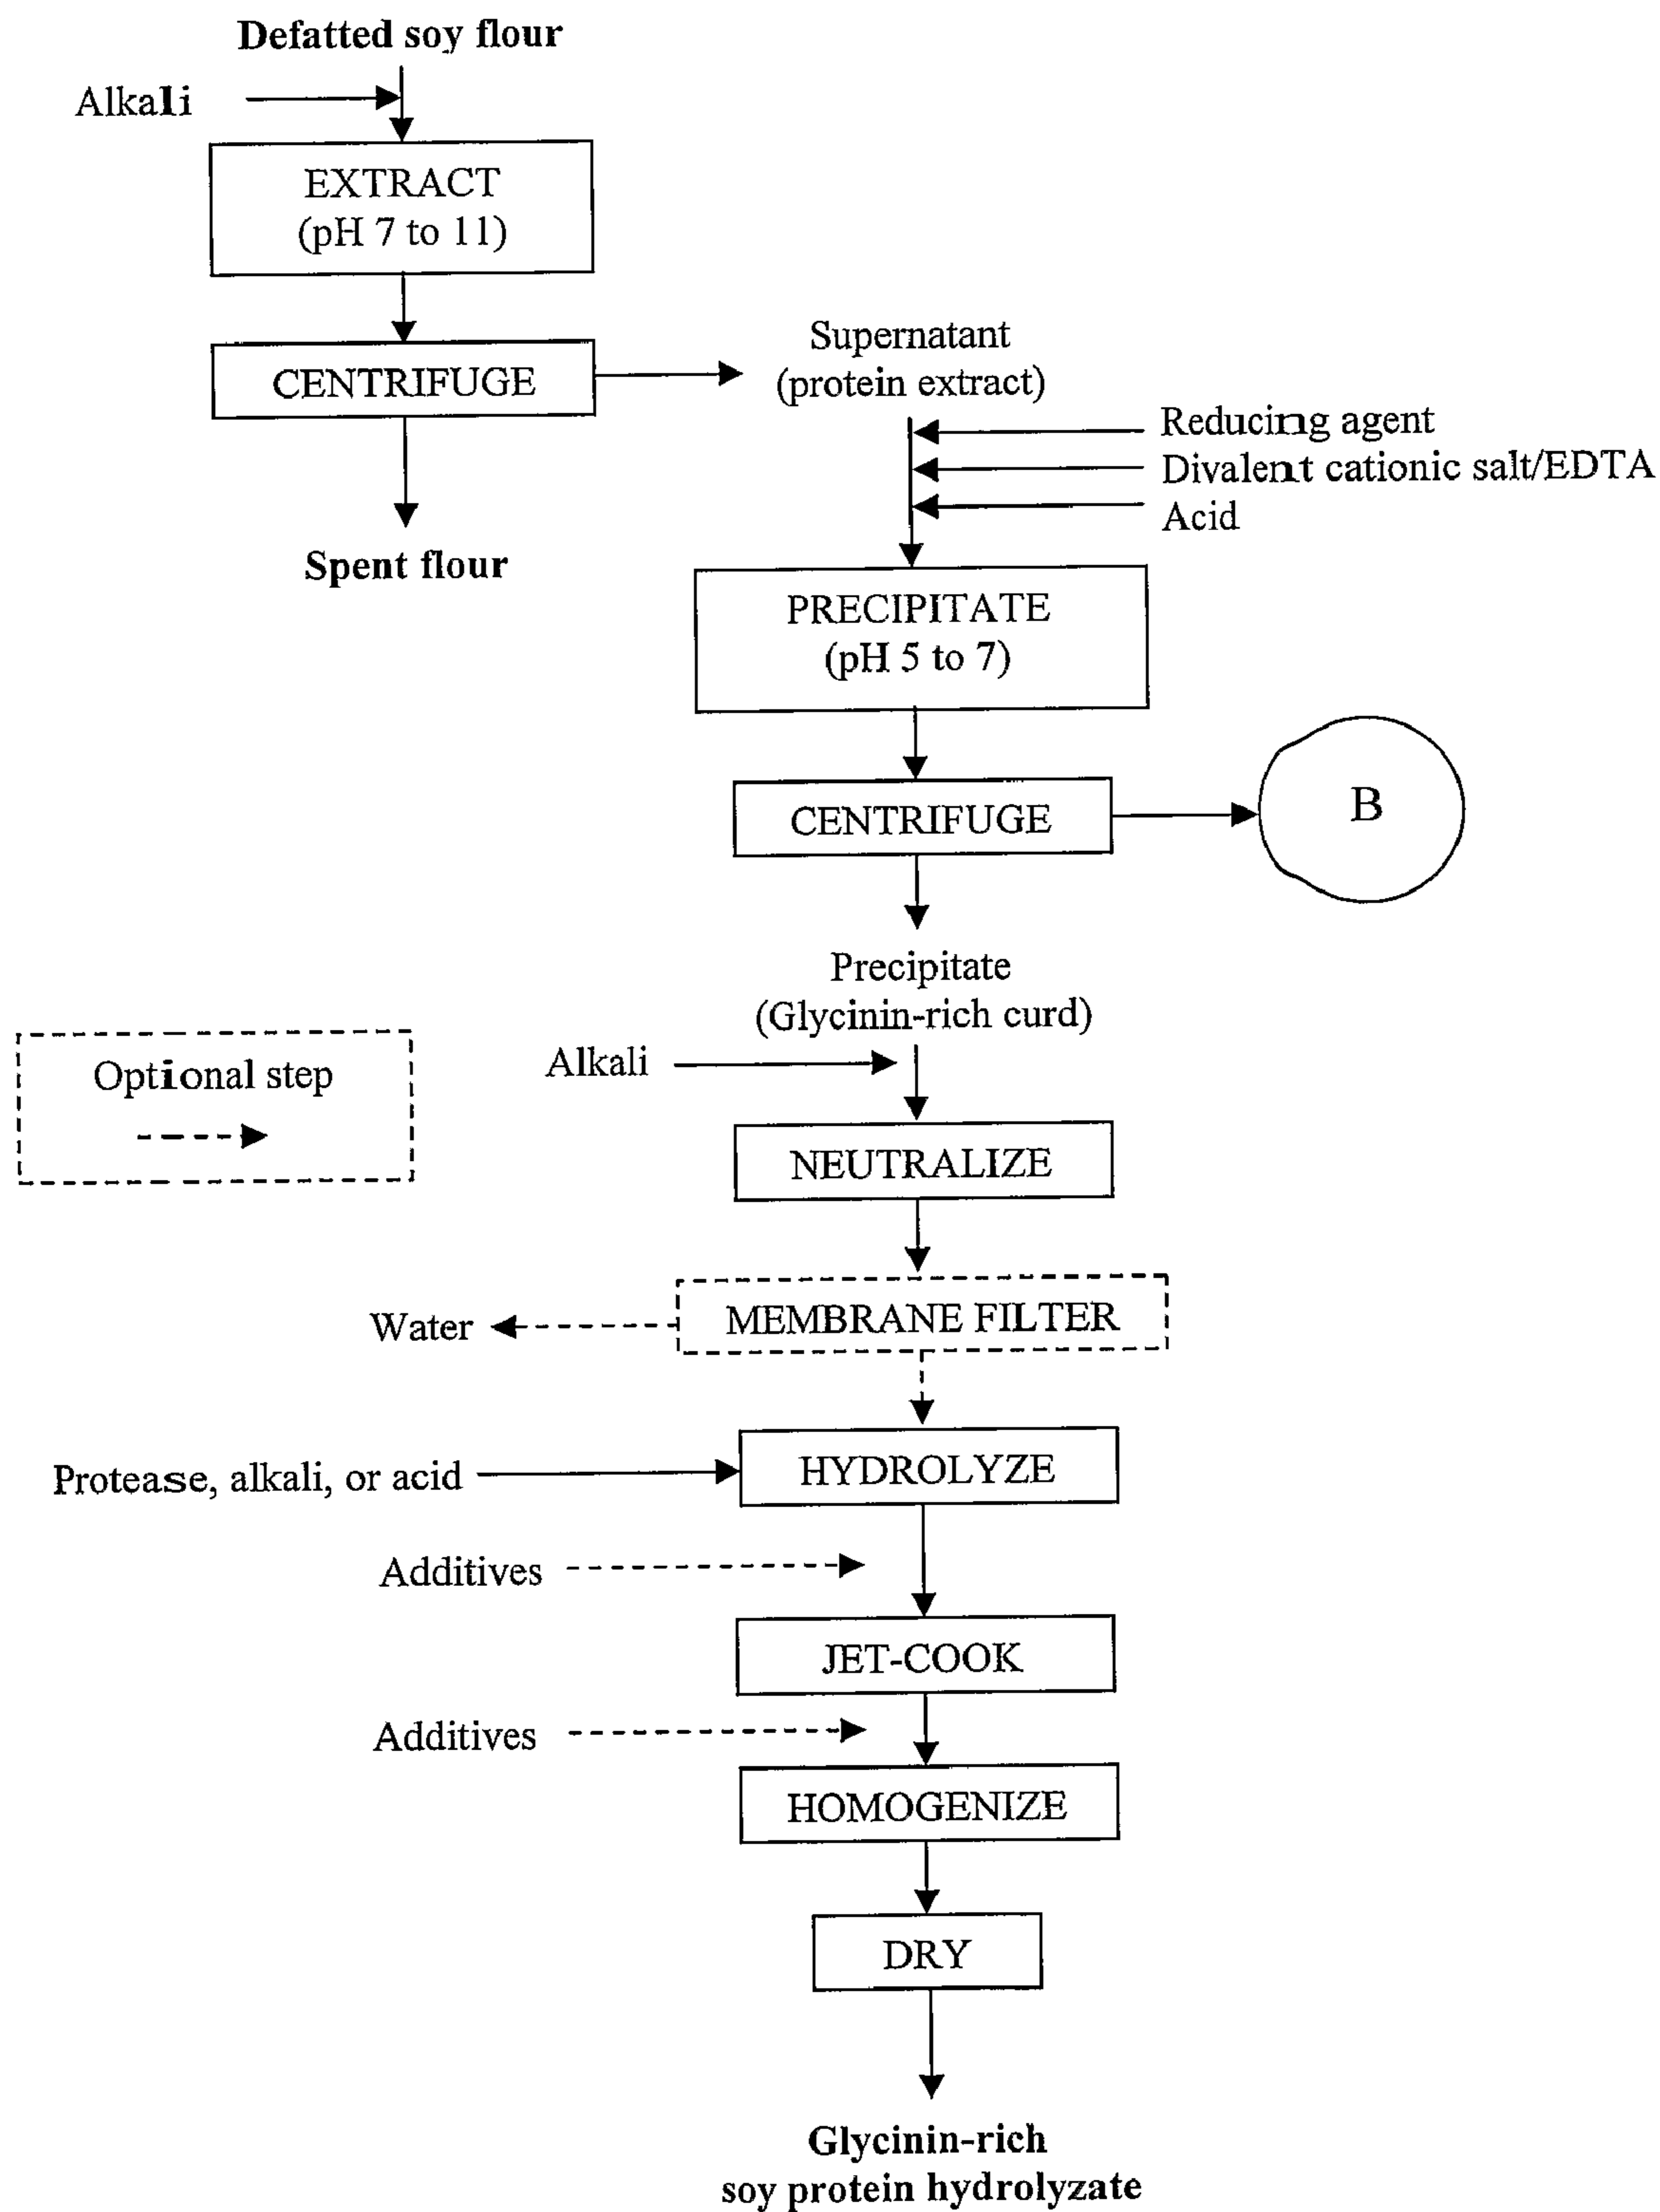 Defatted soy flour
Alkali
EXTRACT
(pH 7 to 11)
CENTRIFUGE
Supernatant
(protein extract)
Reducing agent
Divalent cationic salt/EDTA
Acid
Spent flour
PRECIPITATE
(pH 5 to 7)
CENTRIFUGE
B
Precipitate
(Glycinin-rich curd)
Optional step
Alkali
NEUTRALIZE
Water
MEMBRANE FILTER
Protease, alkali, or acid
HYDROLYZE
Additives
JET-COOK
Additives
HOMOGENIZE
DRY
Glycinin-rich
soy protein hydrolyzate